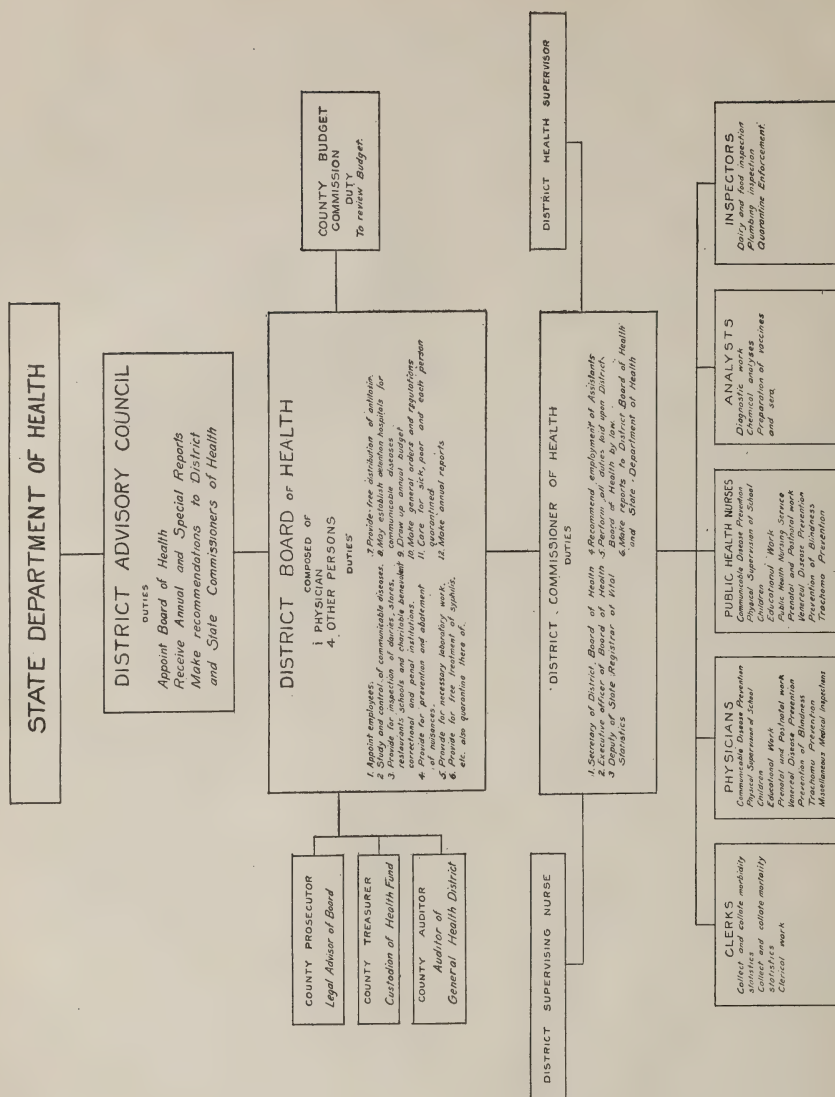 STATE DEPARTMENT OF HEALTH
DISTRICT ADVISORY COUNCIL
DUTIES
Appoint Board of Health
Receive Annual and Special Reports
Make recommendations to District
and State Commissioners of Health
COUNTY PROSECUTOR
Legal Advisor of Board
COUNTY TREASURER
Custodian of Health Fund
COUNTY AUDITOR
Auditor of
General Health District
DISTRICT BOARD OF HEALTH
COMPOSED OF
1 PHYSICIAN
4 OTHER PERSONS
DUTIES
1. Appoint employees.
2 Study and control of communicable diseases.
3. Provide for inspection of dairies, stores,
restaurants schools and charitable benevolent
correctional and penal institutions.
4. Provide for prevention and abatement
of nuisances.
5. Provide for necessary laboratory work.
6. Provide for free treatment of syphilis,
etc. also quarantine there of.
7. Provide free distribution of antitoxin.
8. May establish detention hospitals for
communicable diseases
9. Draw up annual budget
10. Make general orders and regulations
11. Care for sick, poor and each person
quarantined
12. Make annual reports
COUNTY BUDGET
COMMISSION
DUTY
To review Budget.
DISTRICT SUPERVISING NURSE
DISTRICT COMMISSIONER OF HEALTH
DUTIES
1. Secretary of District Board of Health
2. Executive officer of Board of Health
3 Deputy of State Registrar of Vital
Statistics
4 Recommend employment of Assistants
5. Perform all duties laid upon District
Board of Health by law.
6. Make reports to District Board of Health
and State Department of Health
DISTRICT HEALTH SUPERVISOR
CLERKS
Collect and collate morbidity
statistics
Collect and collate mortality
statistics
Clerical work
PHYSICIANS
Communicable Disease Prevention
Physical Supervision of School
Children
Educational Work
Prenatal and Postnatal work
Venereal Disease Prevention
Prevention of Blindness
Trachoma Prevention
Miscellaneous Medical Inspections
PUBLIC HEALTH NURSES
Communicable Disease Prevention
Physical Supervision of School
Children
Educational Work
Public Health Nursing Service
Prenatal and Postnatal work
Venereal Disease Prevention
Prevention of Blindness
Trachoma Prevention
ANALYSTS
Diagnostic work
Chemical analyses
Preparation of vaccines
and sera
INSPECTORS
Dairy and food inspection
Plumbing inspection
Quarantine Enforcement.